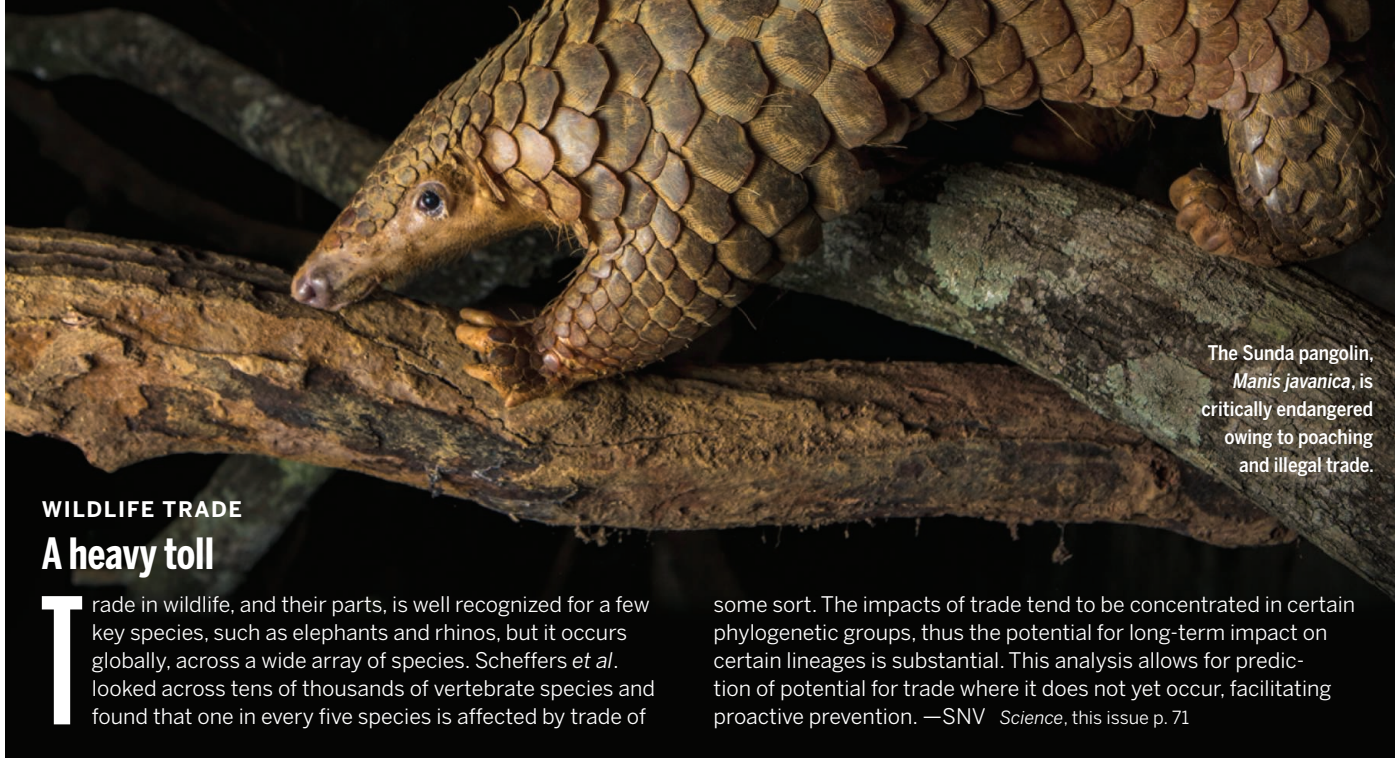 The Sunda pangolin,
Manis javanica, is
critically endangered
owing to poaching
and illegal trade.
WILDLIFE TRADE
A heavy toll
Trade in wildlife, and their parts, is well recognized for a few
key species, such as elephants and rhinos, but it occurs
globally, across a wide array of species. Scheffers et al.
looked across tens of thousands of vertebrate species and
found that one in every five species is affected by trade of
some sort. The impacts of trade tend to be concentrated in certain
phylogenetic groups, thus the potential for long-term impact on
certain lineages is substantial. This analysis allows for predic-
tion of potential for trade where it does not yet occur, facilitating
proactive prevention. —SNV Science, this issue p. 71